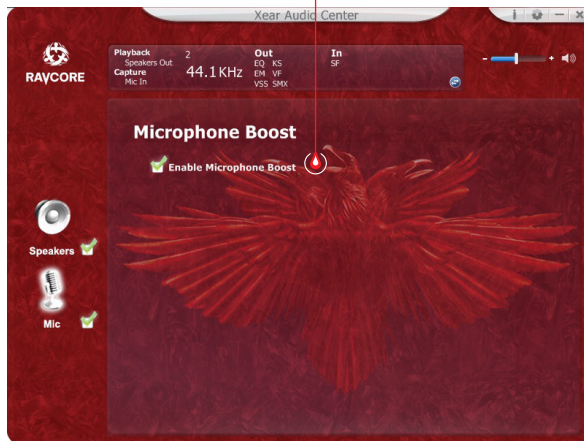 Xear Audio Center
RAVCORE
Playback 2 Out In
Speakers Out EQ KS SF
Capture 44.1KHz EM VF
Mic In VSS SMX
Microphone Boost
Enable Microphone Boost
Speakers
Mic